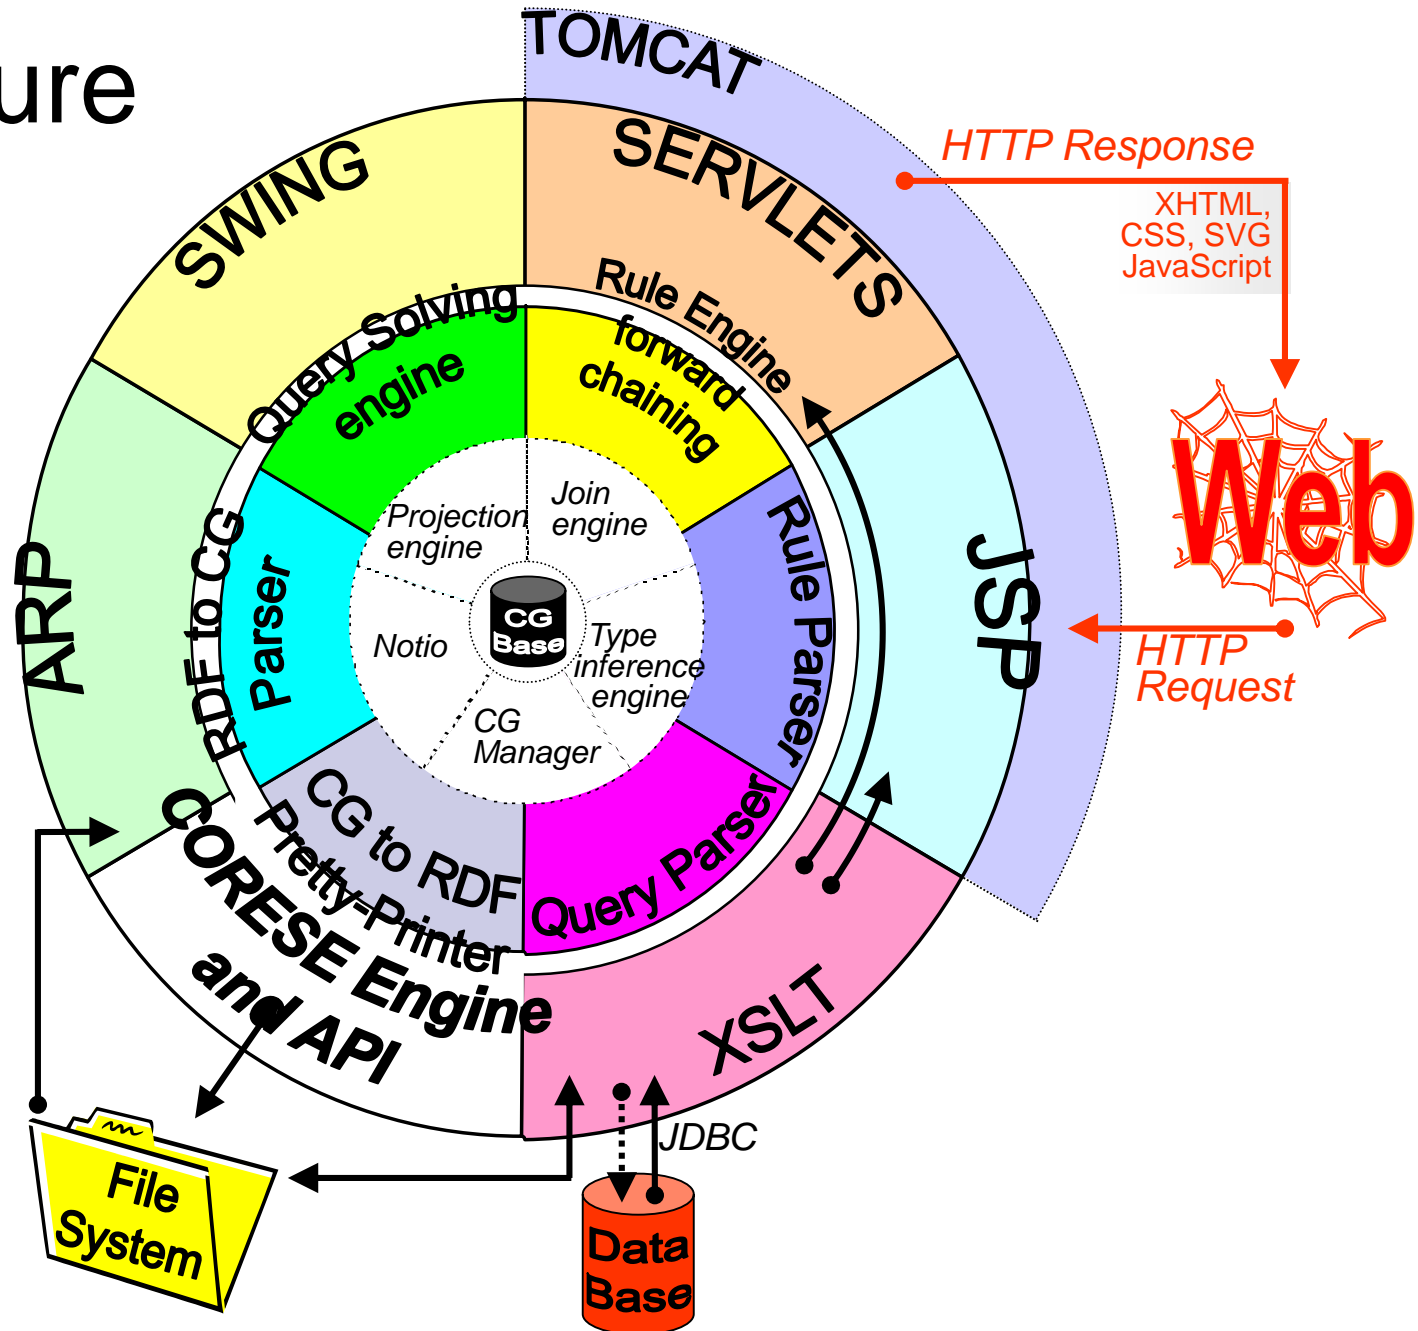 ure
TOMCAT
SWING
SERVLETS
HTTP Response
XHTML,
CSS, SVG
JavaScript
Query Solving
engine
Rule Engine
forward
chaining
Web
Projection
engine
Join
engine
ARP
RDF to CG
Parser
Rule Parser
JSP
HTTP
Request
CG
Base
Notio
Type
inference
engine
CG
Manager
CG to RDF
Pretty-Printer
Query Parser
CORESE Engine
and API
XSLT
JDBC
File
System
Data
Base